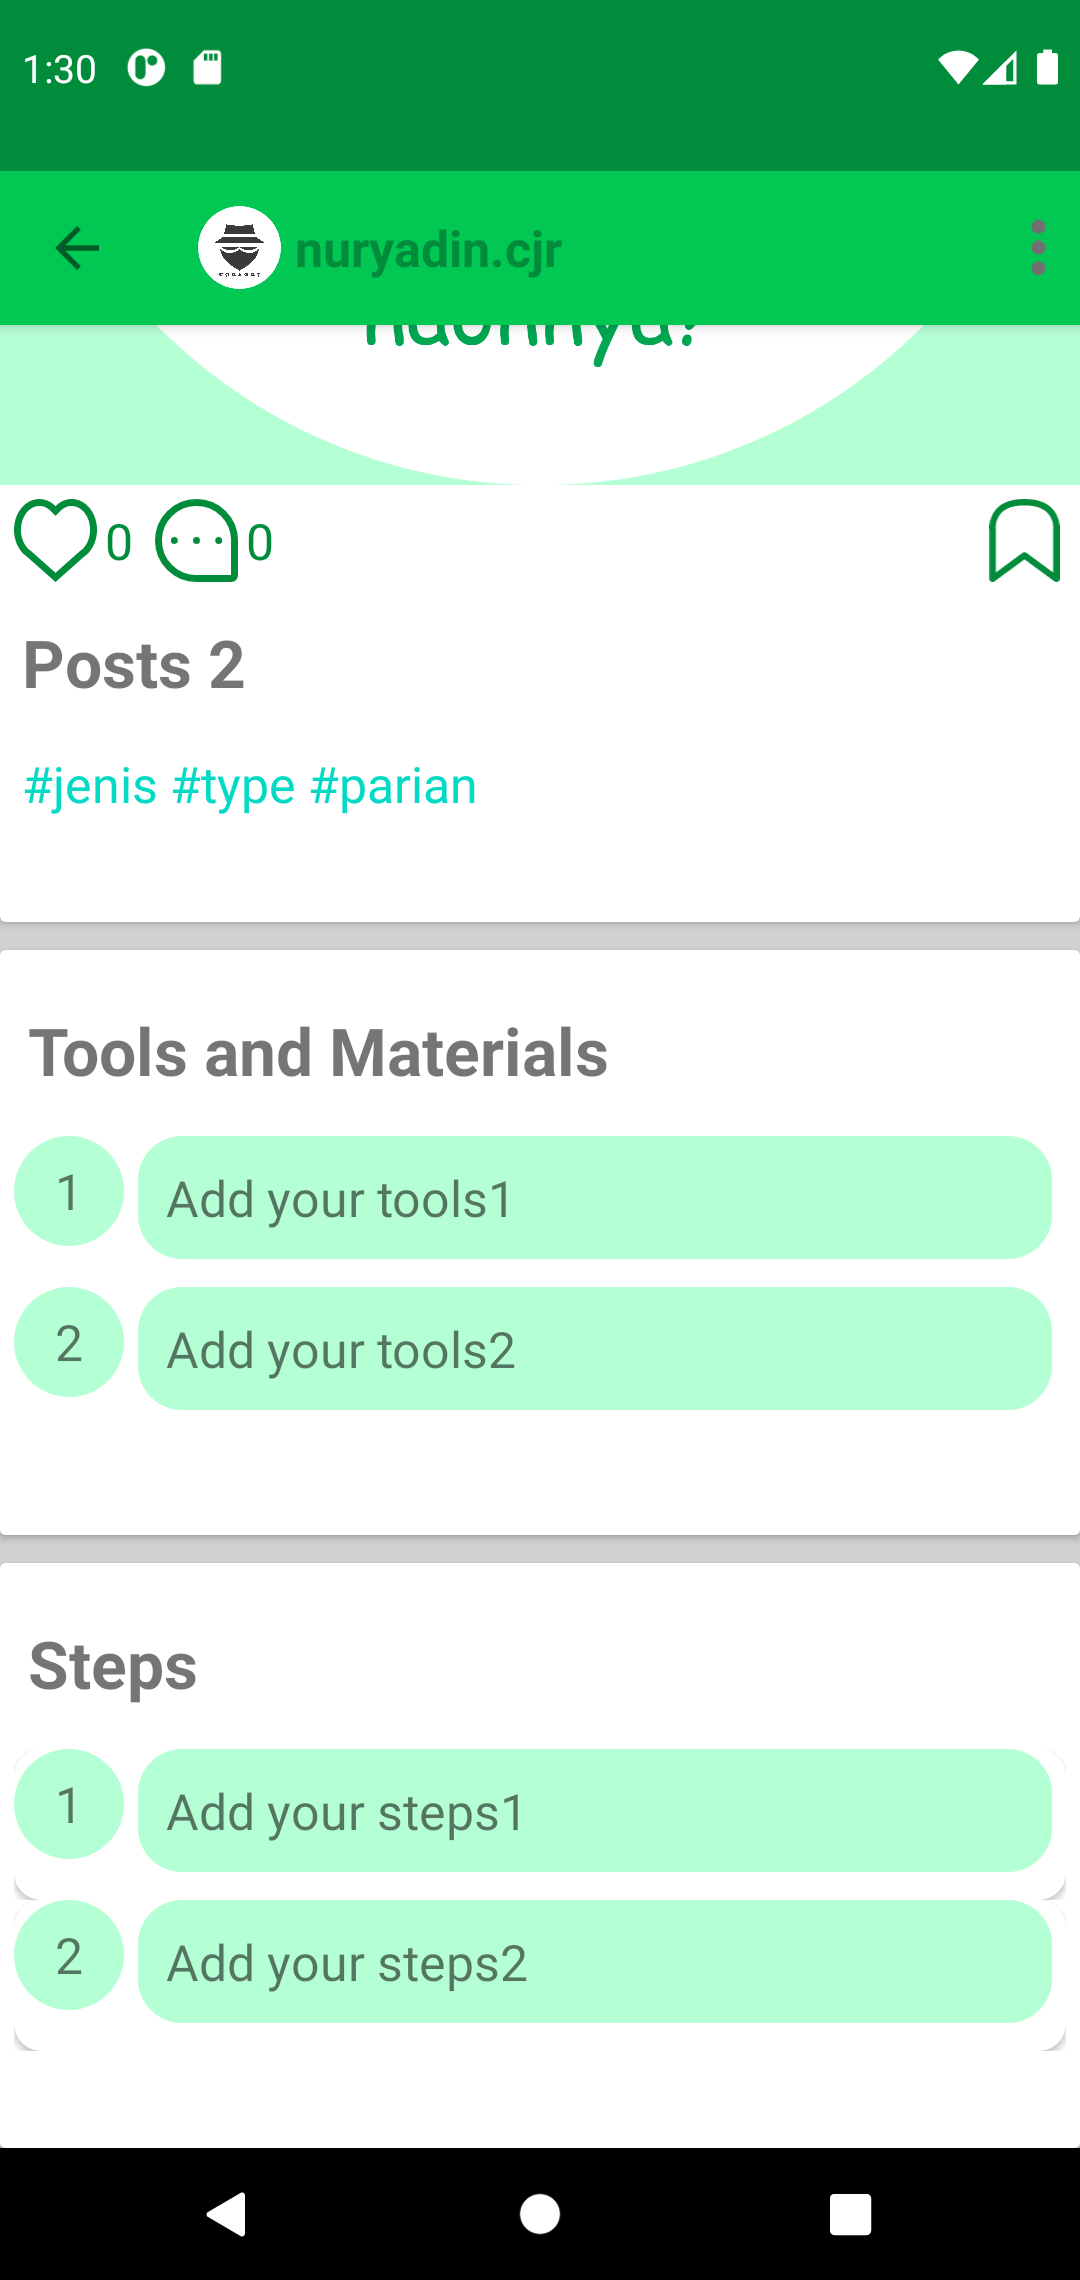 1:30
nuryadin.cjr
0 0
Posts 2
#jenis #type #parian
Tools and Materials
1 Add your tools1
2 Add your tools2
Steps
1 Add your steps1
2 Add your steps2